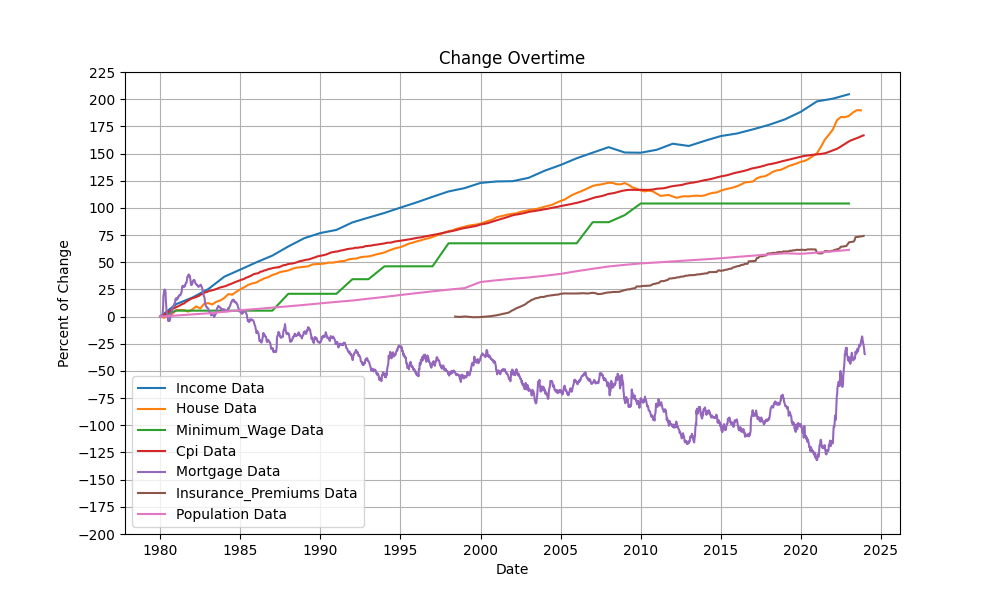 Change Overtime
Percent of Change
225
200
175
150
125
100
75
50
25
0
−25
−50
−75
−100
−125
−150
−175
−200
Income Data
House Data
Minimum_Wage Data
Cpi Data
Mortgage Data
Insurance_Premiums Data
Population Data
1980 1985 1990 1995 2000 2005 2010 2015 2020 2025
Date